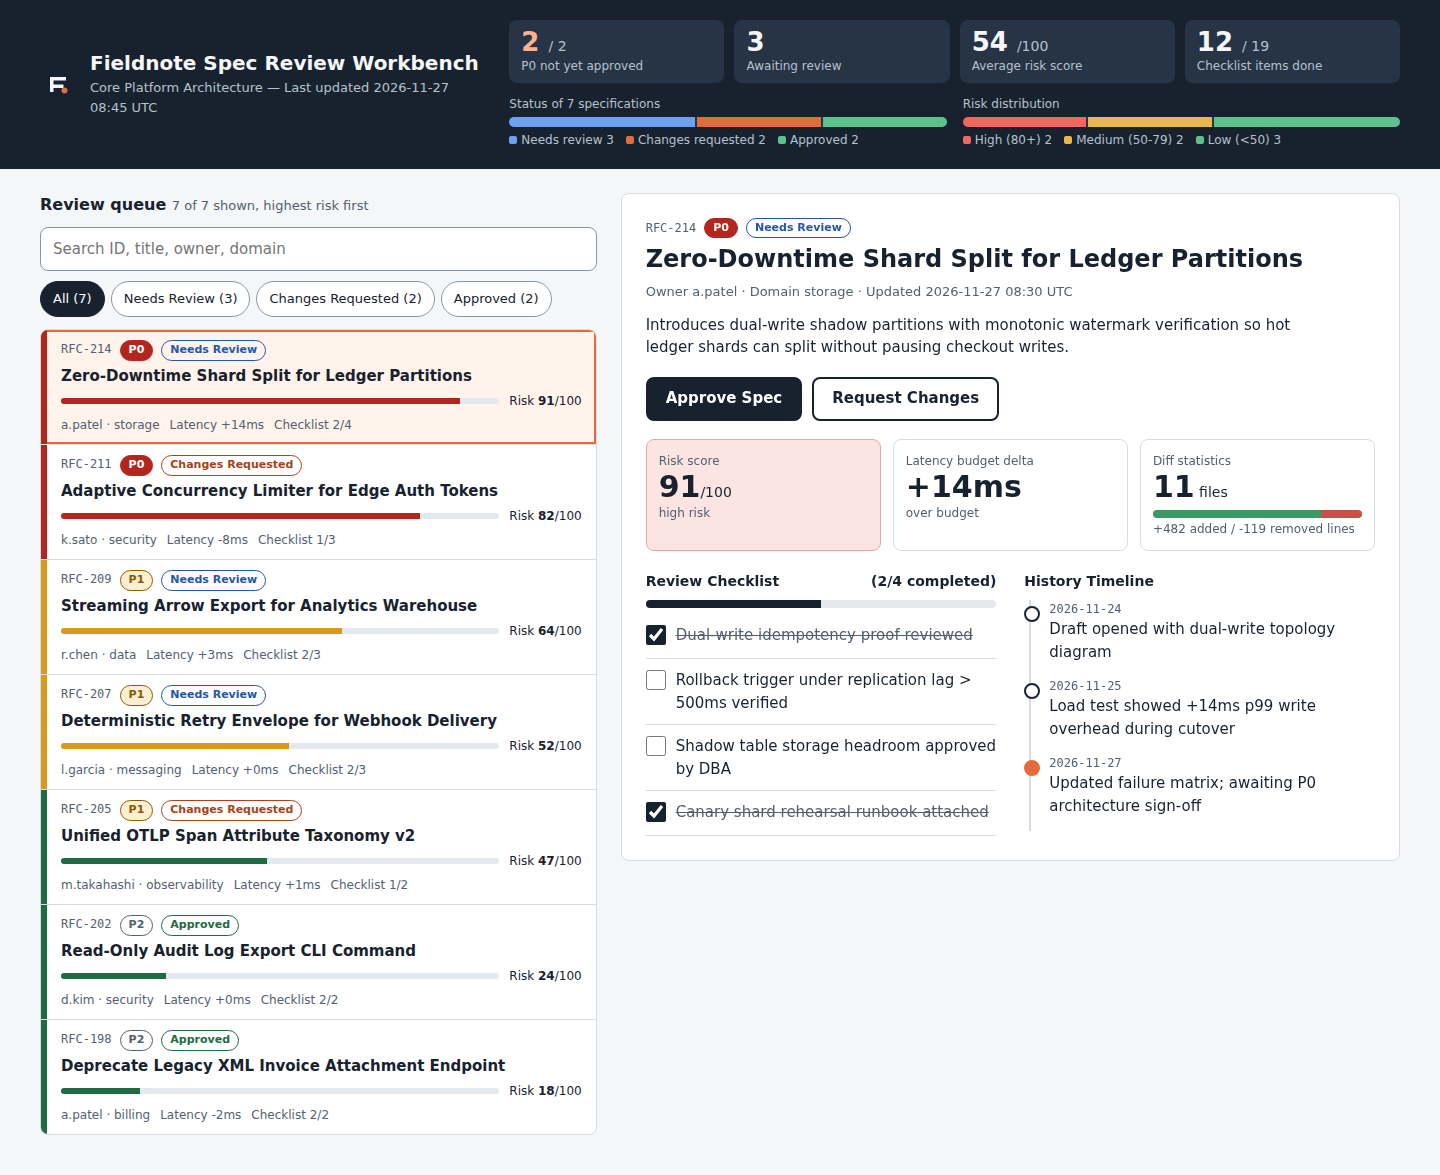 F
Fieldnote Spec Review Workbench
Core Platform Architecture — Last updated 2026-11-27
08:45 UTC
2 / 2
P0 not yet approved
3
Awaiting review
54 /100
Average risk score
12 / 19
Checklist items done
Status of 7 specifications
Needs review 3 Changes requested 2 Approved 2
Risk distribution
High (80+) 2 Medium (50-79) 2 Low (<50) 3
Review queue 7 of 7 shown, highest risk first
Search ID, title, owner, domain
All (7) Needs Review (3) Changes Requested (2) Approved (2)
RFC-214 P0 Needs Review
Zero-Downtime Shard Split for Ledger Partitions
Risk 91/100
a.patel · storage Latency +14ms Checklist 2/4
RFC-211 P0 Changes Requested
Adaptive Concurrency Limiter for Edge Auth Tokens
Risk 82/100
k.sato · security Latency -8ms Checklist 1/3
RFC-209 P1 Needs Review
Streaming Arrow Export for Analytics Warehouse
Risk 64/100
r.chen · data Latency +3ms Checklist 2/3
RFC-207 P1 Needs Review
Deterministic Retry Envelope for Webhook Delivery
Risk 52/100
l.garcia · messaging Latency +0ms Checklist 2/3
RFC-205 P1 Changes Requested
Unified OTLP Span Attribute Taxonomy v2
Risk 47/100
m.takahashi · observability Latency +1ms Checklist 1/2
RFC-202 P2 Approved
Read-Only Audit Log Export CLI Command
Risk 24/100
d.kim · security Latency +0ms Checklist 2/2
RFC-198 P2 Approved
Deprecate Legacy XML Invoice Attachment Endpoint
Risk 18/100
a.patel · billing Latency -2ms Checklist 2/2
RFC-214 P0 Needs Review
Zero-Downtime Shard Split for Ledger Partitions
Owner a.patel · Domain storage · Updated 2026-11-27 08:30 UTC
Introduces dual-write shadow partitions with monotonic watermark verification so hot
ledger shards can split without pausing checkout writes.
Approve Spec Request Changes
Risk score
91/100
high risk
Latency budget delta
+14ms
over budget
Diff statistics
11 files
+482 added / -119 removed lines
Review Checklist (2/4 completed)
Dual-write idempotency proof reviewed
Rollback trigger under replication lag >
500ms verified
Shadow table storage headroom approved
by DBA
Canary shard rehearsal runbook attached
History Timeline
2026-11-24
Draft opened with dual-write topology
diagram
2026-11-25
Load test showed +14ms p99 write
overhead during cutover
2026-11-27
Updated failure matrix; awaiting P0
architecture sign-off